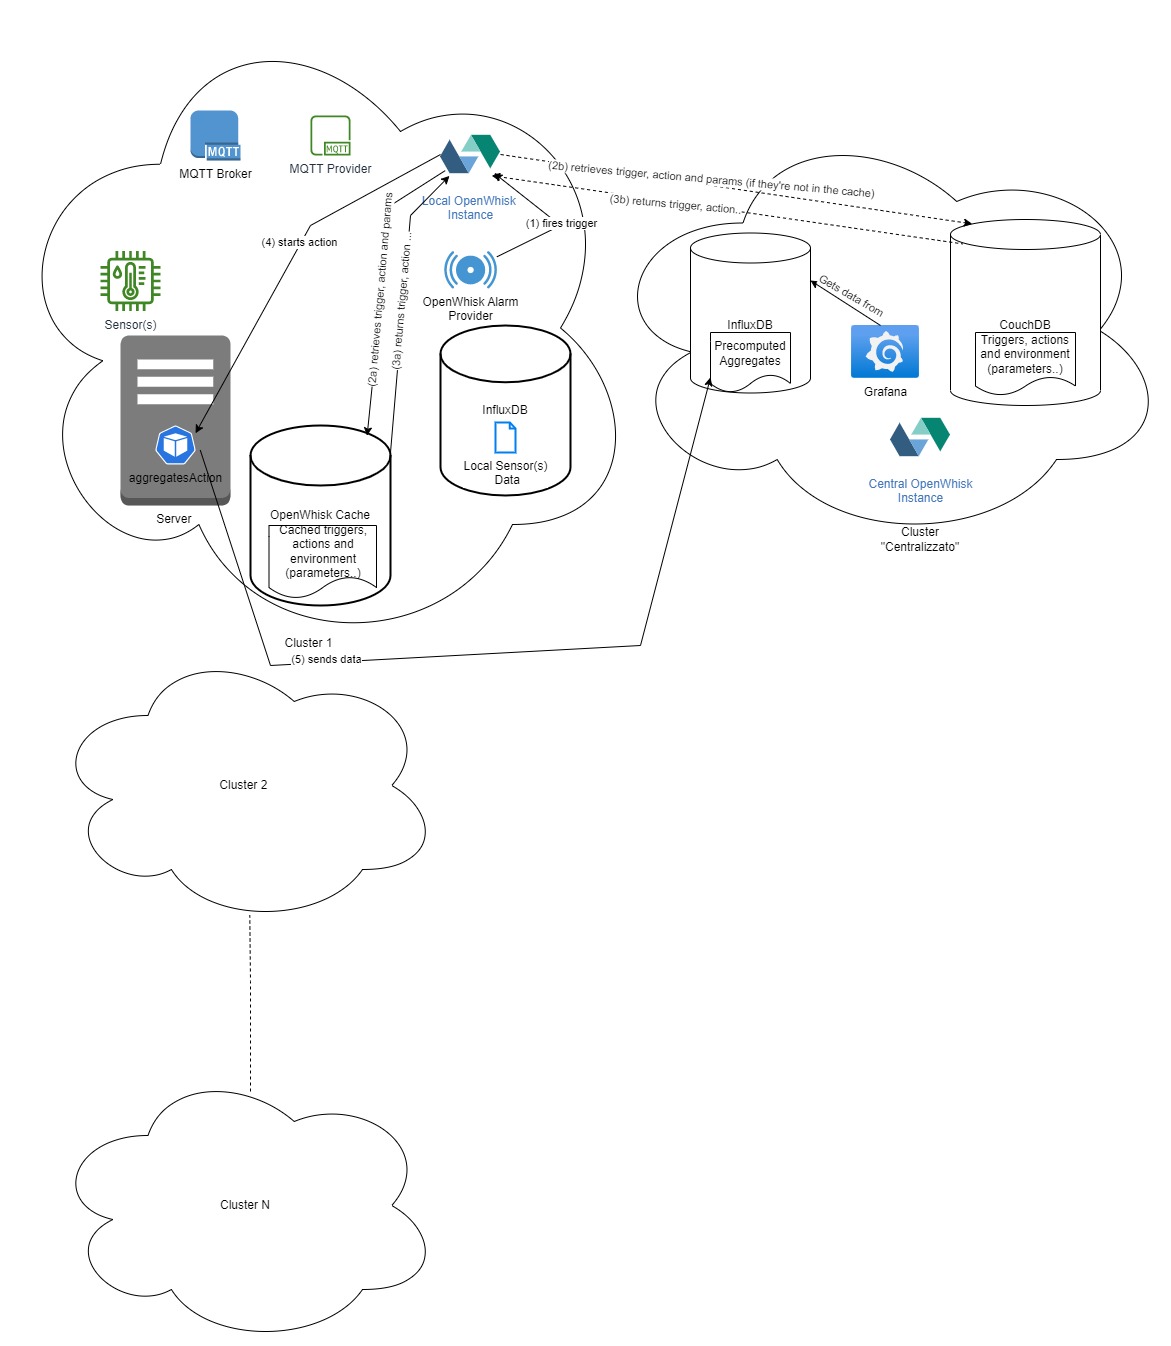 MQTT
MQTT Broker
MQTT
MQTT Provider
Local OpenWhisk
Instance
(2b) retrieves trigger, action and params (if they're not in the cache)
(3b) returns trigger, action...
(1) fires trigger
(4) starts action
(2a) retrieves trigger, action and params
(3a) returns trigger, action ...
Sensor(s)
OpenWhisk Alarm
Provider
Gets data from
InfluxDB
Precomputed
Aggregates
Grafana
CouchDB
Triggers, actions
and environment
(parameters..)
InfluxDB
Local Sensor(s)
Data
aggregatesAction
Server
OpenWhisk Cache
Cached triggers,
actions and
environment
(parameters..)
Central OpenWhisk
Instance
Cluster
"Centralizzato"
Cluster 1
(5) sends data
Cluster 2
Cluster N